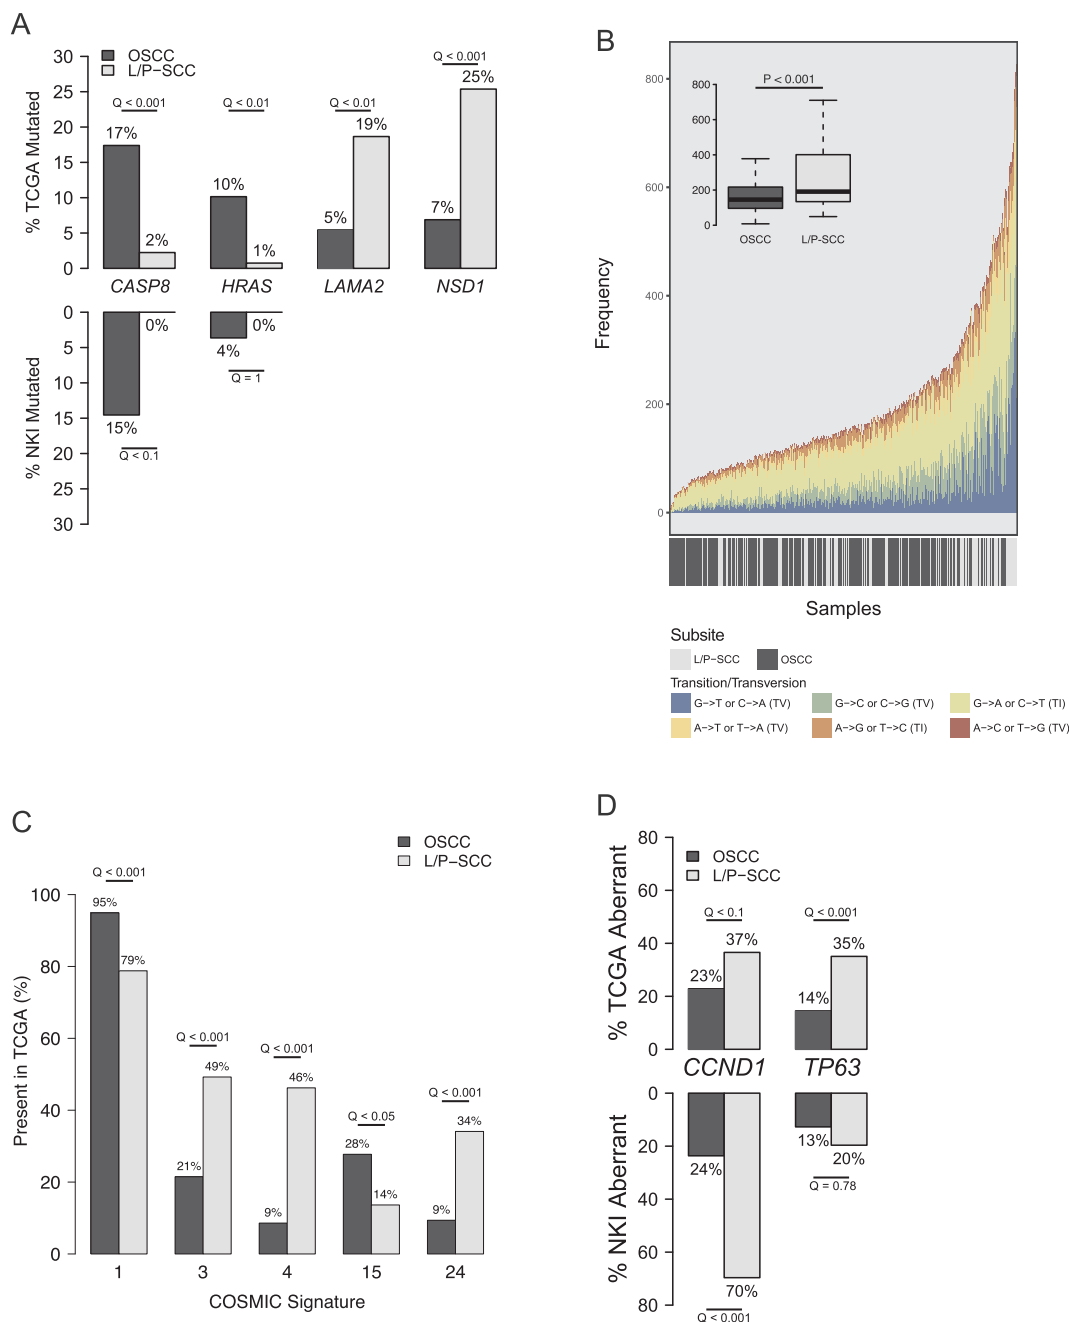 A
OSCC
L/P−SCC
% TCGA Mutated
30
25
20
15
10
5
0
Q < 0.001
17%
2%
Q < 0.01
10%
1%
Q < 0.01
5%
19%
Q < 0.001
7%
25%
CASP8
HRAS
LAMA2
NSD1
% NKI Mutated
0
5
10
15
20
25
30
15%
0%
Q < 0.1
4%
0%
Q = 1
B
Frequency
800
600
400
200
0
P < 0.001
800
600
400
200
0
OSCC
L/P-SCC
Samples
Subsite
L/P−SCC
OSCC
Transition/Transversion
G−>T or C−>A (TV)
G−>C or C−>G (TV)
G−>A or C−>T (TI)
A−>T or T−>A (TV)
A−>G or T−>C (TI)
A−>C or T−>G (TV)
C
OSCC
L/P−SCC
Present in TCGA (%)
100
80
60
40
20
0
Q < 0.001
95%
79%
Q < 0.001
21%
49%
Q < 0.001
9%
46%
Q < 0.05
28%
14%
Q < 0.001
9%
34%
1
3
4
15
24
COSMIC Signature
D
OSCC
L/P−SCC
% TCGA Aberrant
80
60
40
20
0
Q < 0.1
23%
37%
Q < 0.001
14%
35%
CCND1
TP63
% NKI Aberrant
0
20
40
60
80
24%
70%
Q < 0.001
13%
20%
Q = 0.78